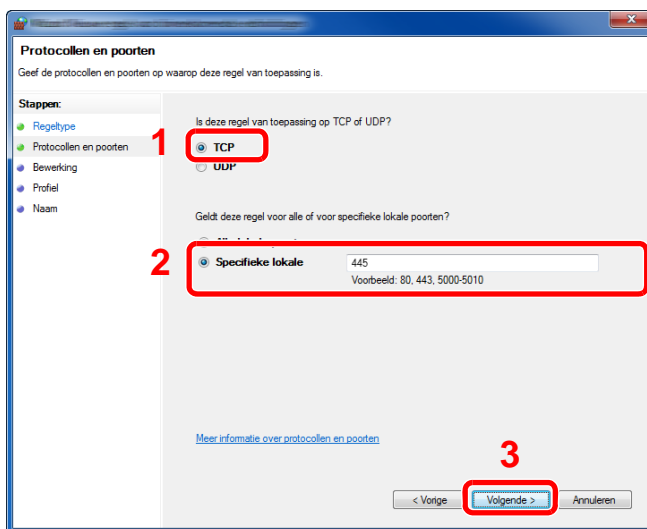 Protocollen en poorten
Geef de protocollen en poorten op waarop deze regel van toepassing is.
Stappen:
Regeltype
Protocollen en poorten
Bewerking
Profiel
Naam
Is deze regel van toepassing op TCP of UDP?
1
TCP
UDP
Geldt deze regel voor alle of voor specifieke lokale poorten?
2
Specifieke lokale
445
Voorbeeld: 80, 443, 5000-5010
Meer informatie over protocollen en poorten
3
< Vorige
Volgende >
Annuleren